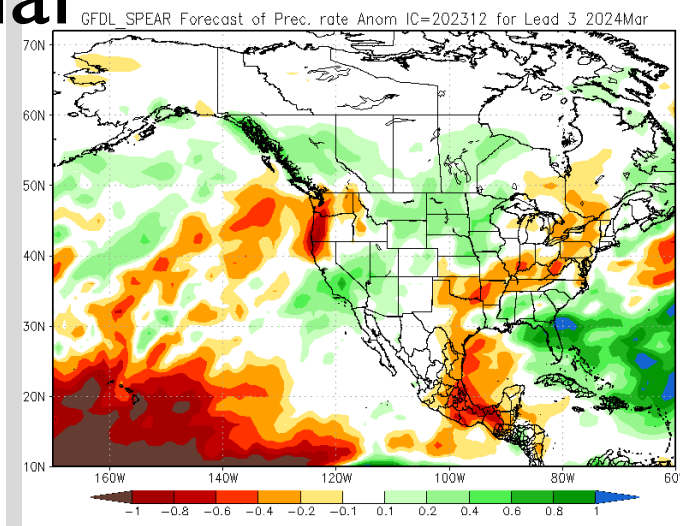 GFDL_SPEAR Forecast of Prec. rate Anom IC=202312 for Lead 3 2024Mar
70N
60N
50N
40N
30N
20N
10N
160W 140W 120W 100W 80W 60
-1 -0.8 -0.6 -0.4 -0.2 -0.1 0.1 0.2 0.4 0.6 0.8 1